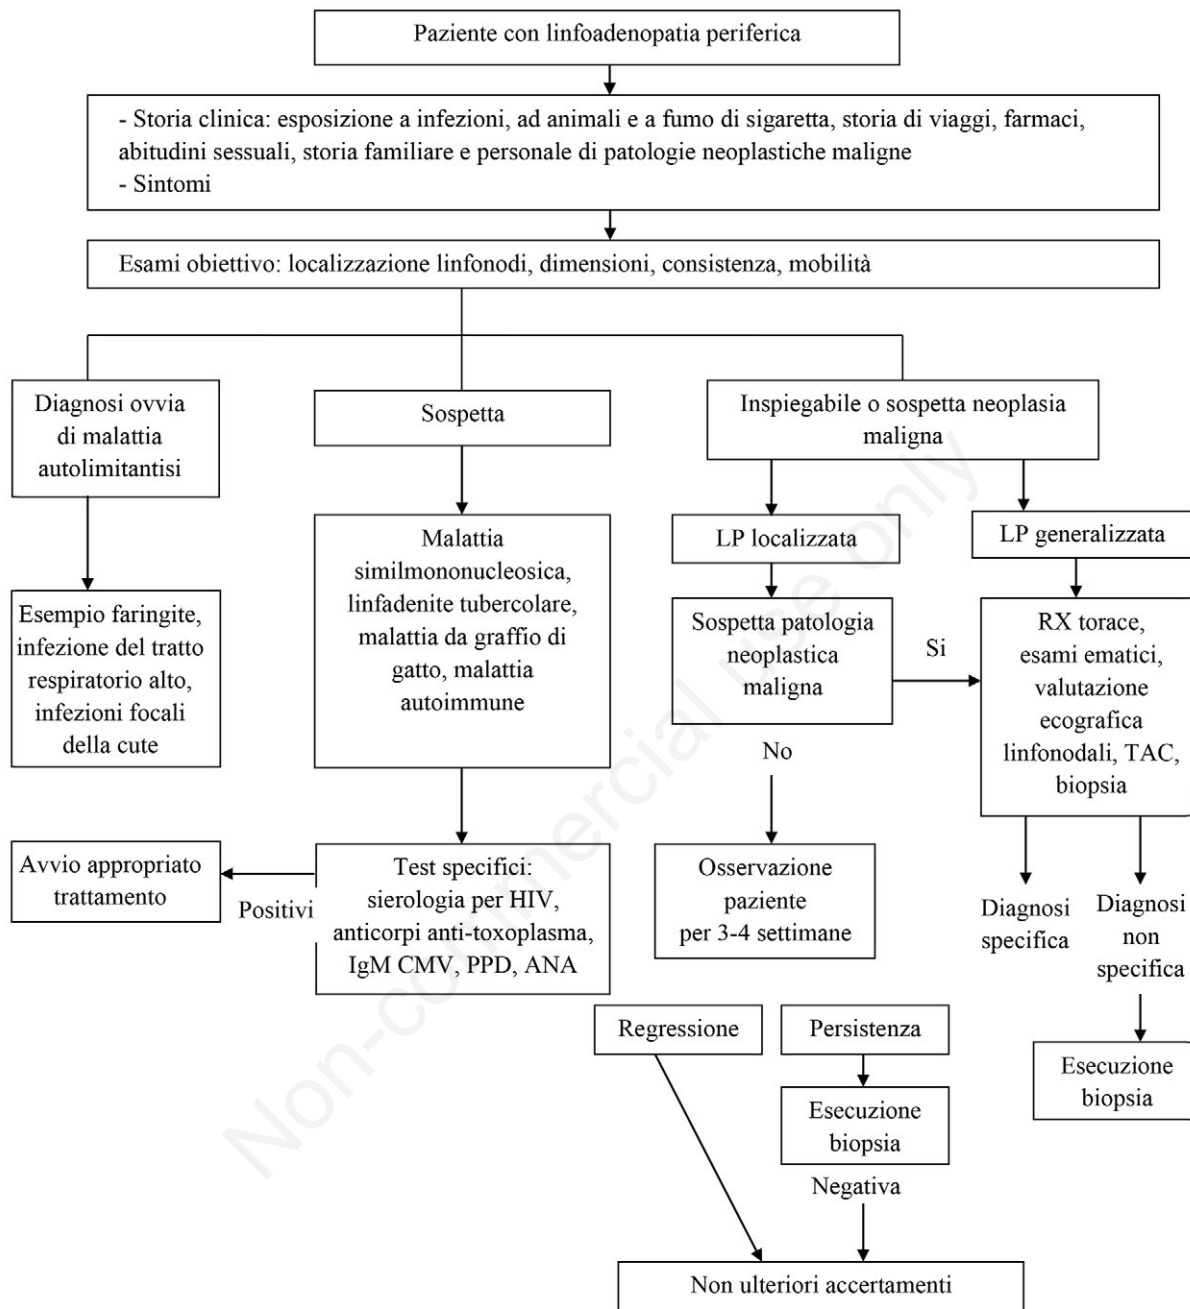 Paziente con linfoadenopatia periferica
- Storia clinica: esposizione a infezioni, ad animali e a fumo di sigaretta, storia di viaggi, farmaci,
abitudini sessuali, storia familiare e personale di patologie neoplastiche maligne
- Sintomi
Esami obiettivo: localizzazione linfonodi, dimensioni, consistenza, mobilità
Diagnosi ovvia
di malattia
autolimitantisi
Sospetta
Inspiegabile o sospetta neoplasia
maligna
Esempio faringite,
infezione del tratto
respiratorio alto,
infezioni focali
della cute
Malattia
similmononucleosica,
linfadenite tubercolare,
malattia da graffio di
gatto, malattia
autoimmune
LP localizzata
LP generalizzata
Sospetta patologia
neoplastica
maligna
Si
No
RX torace,
esami ematici,
valutazione
ecografica
linfonodali, TAC,
biopsia
Avvio appropriato
trattamento
Positivi
Test specifici:
sierologia per HIV,
anticorpi anti-toxoplasma,
IgM CMV, PPD, ANA
Osservazione
paziente
per 3-4 settimane
Diagnosi
specifica
Diagnosi
non
specifica
Regressione
Persistenza
Esecuzione
biopsia
Esecuzione
biopsia
Negativa
Non ulteriori accertamenti
Non-commercial use only